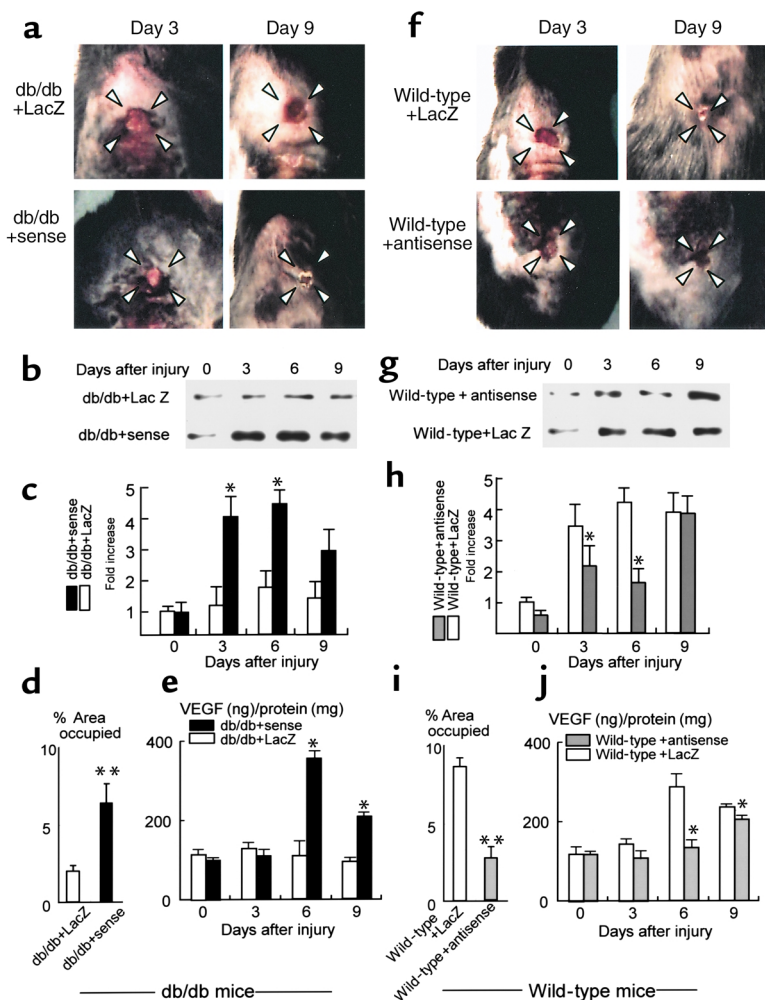 a
Day 3
Day 9
db/db
+LacZ
db/db
+sense
b
Days after injury 0 3 6 9
db/db+Lac Z
db/db+sense
c
db/db+sense
db/db+LacZ
Fold increase
5
4
3
2
1
*
*
0 3 6 9
Days after injury
d
% Area
occupied
10
5
0
**
db/db+LacZ
db/db+sense
e
VEGF (ng)/protein (mg)
db/db+sense
db/db+LacZ
400
200
0
*
*
0 3 6 9
Days after injury
db/db mice
f
Day 3
Day 9
Wild-type
+LacZ
Wild-type
+antisense
g
Days after injury 0 3 6 9
Wild-type + antisense
Wild-type+Lac Z
h
Wild-type+antisense
Wild-type+LacZ
Fold increase
5
4
3
2
1
*
*
0 3 6 9
Days after injury
i
% Area
occupied
10
5
0
**
Wild-type
+LacZ
Wild-type+antisense
j
VEGF (ng)/protein (mg)
Wild-type +antisense
Wild-type +LacZ
400
200
0
*
*
0 3 6 9
Days after injury
Wild-type mice